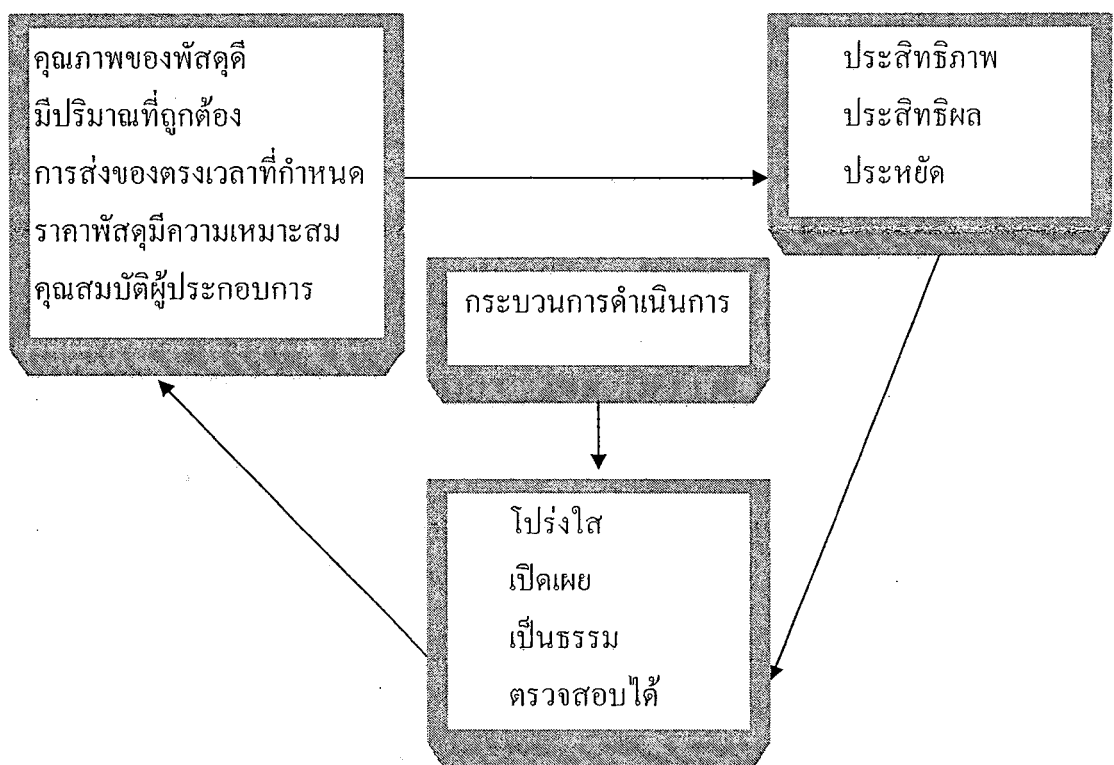 คุณภาพของพัสดุดี
มีปริมาณที่ถูกต้อง
การส่งของตรงเวลาที่กำหนด
ราคาพัสดุมีความเหมาะสม
คุณสมบัติผู้ประกอบการ
ประสิทธิภาพ
ประสิทธิผล
ประหยัด
กระบวนการดำเนินการ
โปร่งใส
เปิดเผย
เป็นธรรม
ตรวจสอบได้